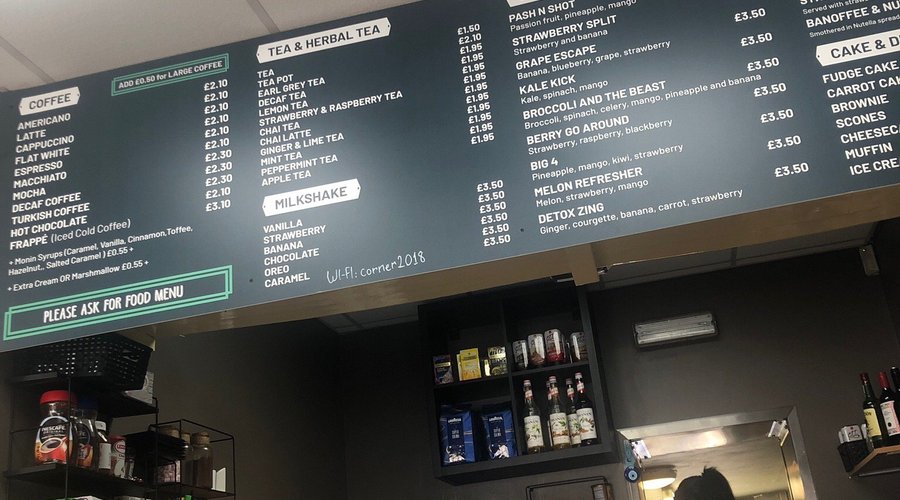 COFFEE
ADD £0.50 for LARGE COFFEE
AMERICANO £2.10
LATTE £2.10
CAPPUCCINO £2.10
FLAT WHITE £2.10
ESPRESSO £2.10
MACCHIATO £2.10
MOCHA £2.30
DECAF COFFEE £2.30
TURKISH COFFEE £2.30
HOT CHOCOLATE £2.10
FRAPPÉ (Iced Cold Coffee) £3.10
+ Monin Syrups (Caramel, Vanilla, Cinnamon, Toffee,
Hazelnut,, Salted Caramel ) £0.55 +
+ Extra Cream OR Marshmallow £0.55 +
PLEASE ASK FOR FOOD MENU
TEA & HERBAL TEA
TEA
TEA POT
EARL GREY TEA
DECAF TEA
LEMON TEA
STRAWBERRY & RASPBERRY TEA
CHAI TEA
CHAI LATTE
GINGER & LIME TEA
MINT TEA
PEPPERMINT TEA
APPLE TEA
£1.50
£2.10
£1.95
£1.95
£1.95
£1.95
£1.95
£1.95
£1.95
£1.95
£1.95
MILKSHAKE
VANILLA £3.50
STRAWBERRY £3.50
BANANA £3.50
CHOCOLATE £3.50
OREO £3.50
CARAMEL £3.50
WI-FI: corner2018
PASH N SHOT
Passion fruit, pineapple, mango
STRAWBERRY SPLIT £3.50
Strawberry and banana
GRAPE ESCAPE £3.50
Banana, blueberry, grape, strawberry
KALE KICK £3.50
Kale, spinach, mango
BROCCOLI AND THE BEAST £3.50
Broccoli, spinach, celery, mango, pineapple and banana
BERRY GO AROUND £3.50
Strawberry, raspberry, blackberry
BIG 4 £3.50
Pineapple, mango, kiwi, strawberry
MELON REFRESHER £3.50
Melon, strawberry, mango
DETOX ZING £3.50
Ginger, courgette, banana, carrot, strawberry
Served with
BANOFFEE & NU
Smothered in Nutella spread
CAKE & D
FUDGE CAKE
CARROT CAK
BROWNIE
SCONES
CHEESECA
MUFFIN
ICE CREA
NESCAFÉ
LAVAZZA
LAVAZZA